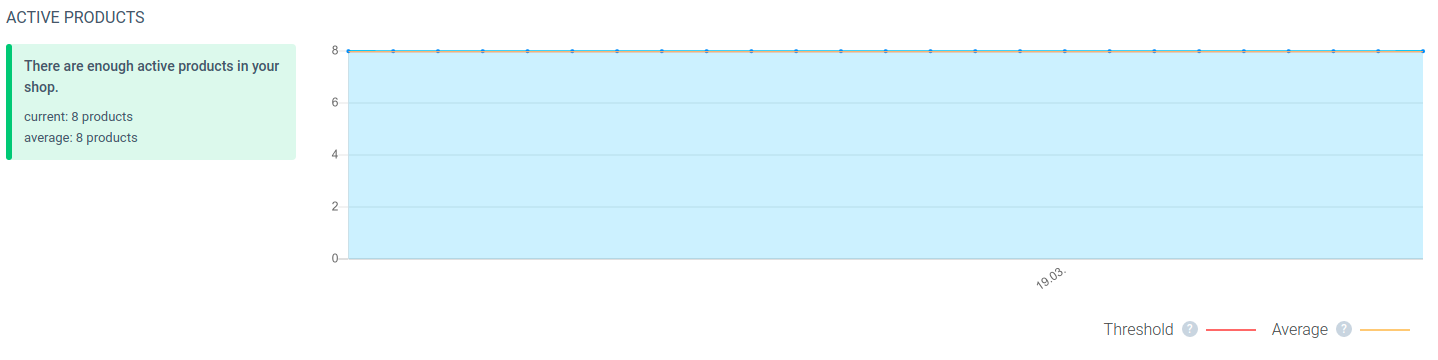 ACTIVE PRODUCTS
There are enough active products in your
shop.
current: 8 products
average: 8 products
8
6
4
2
0
19.03.
Threshold ? Average ?